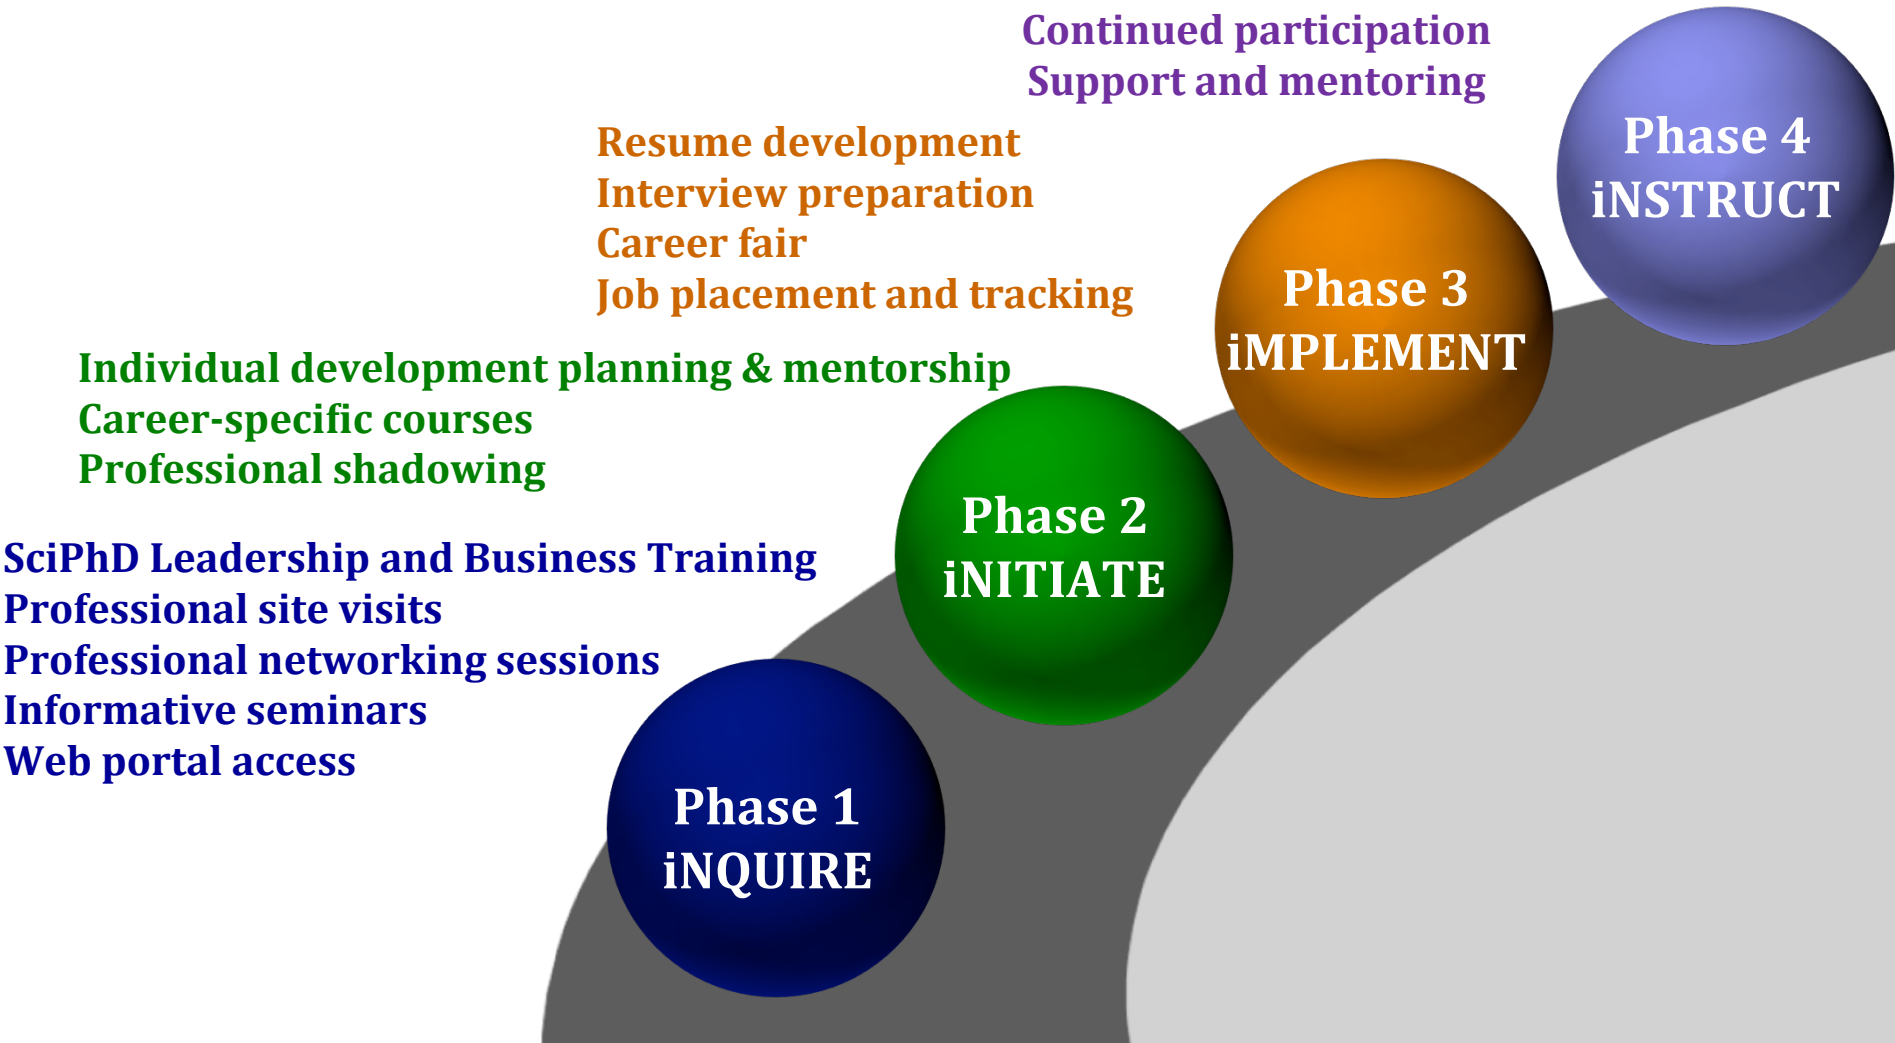 Continued participation
Support and mentoring
Phase 4
iNSTRUCT
Resume development
Interview preparation
Career fair
Job placement and tracking
Phase 3
iMPLEMENT
Individual development planning & mentorship
Career-specific courses
Professional shadowing
Phase 2
iNITIATE
SciPhD Leadership and Business Training
Professional site visits
Professional networking sessions
Informative seminars
Web portal access
Phase 1
iNQUIRE